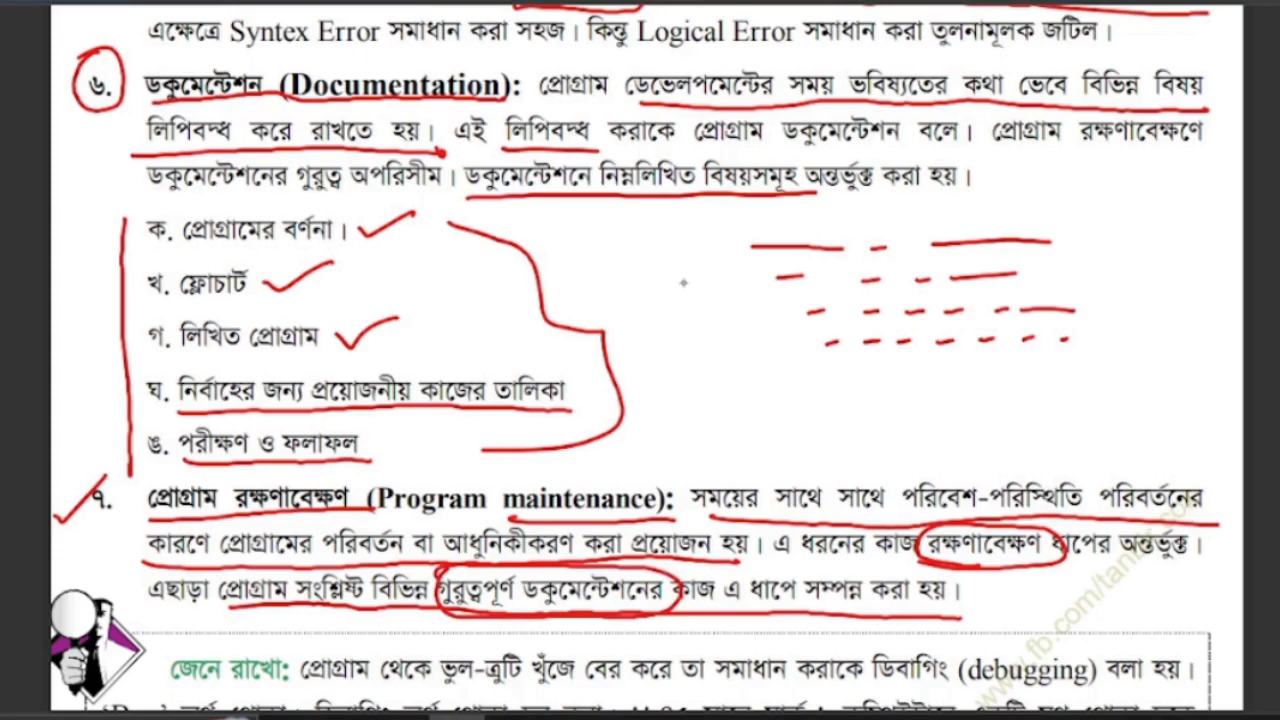 এক্ষেত্রে Syntex Error সমাধান করা সহজ। কিন্তু Logical Error সমাধান করা তুলনামূলক জটিল।
৬. ডকুমেন্টেশন (Documentation): প্রোগ্রাম ডেভেলপমেন্টের সময় ভবিষ্যতের কথা ভেবে বিভিন্ন বিষয়
লিপিবদ্ধ করে রাখতে হয়। এই লিপিবদ্ধ করাকে প্রোগ্রাম ডকুমেন্টেশন বলে। প্রোগ্রাম রক্ষণাবেক্ষণে
ডকুমেন্টেশনের গুরুত্ব অপরিসীম। ডকুমেন্টেশনে নিম্নলিখিত বিষয়সমূহ অন্তর্ভুক্ত করা হয়।
ক. প্রোগ্রামের বর্ণনা।
খ. ফ্লোচার্ট
গ. লিখিত প্রোগ্রাম
ঘ. নির্বাহের জন্য প্রয়োজনীয় কাজের তালিকা
ঙ. পরীক্ষণ ও ফলাফল
৭. প্রোগ্রাম রক্ষণাবেক্ষণ (Program maintenance): সময়ের সাথে সাথে পরিবেশ-পরিস্থিতি পরিবর্তনের
কারণে প্রোগ্রামের পরিবর্তন বা আধুনিকীকরণ করা প্রয়োজন হয়। এ ধরনের কাজ রক্ষণাবেক্ষণ ধাপের অন্তর্ভুক্ত।
এছাড়া প্রোগ্রাম সংশ্লিষ্ট বিভিন্ন গুরুত্বপূর্ণ ডকুমেন্টেশনের কাজ এ ধাপে সম্পন্ন করা হয়।
জেনে রাখো: প্রোগ্রাম থেকে ভুল-ত্রুটি খুঁজে বের করে তা সমাধান করাকে ডিবাগিং (debugging) বলা হয়।